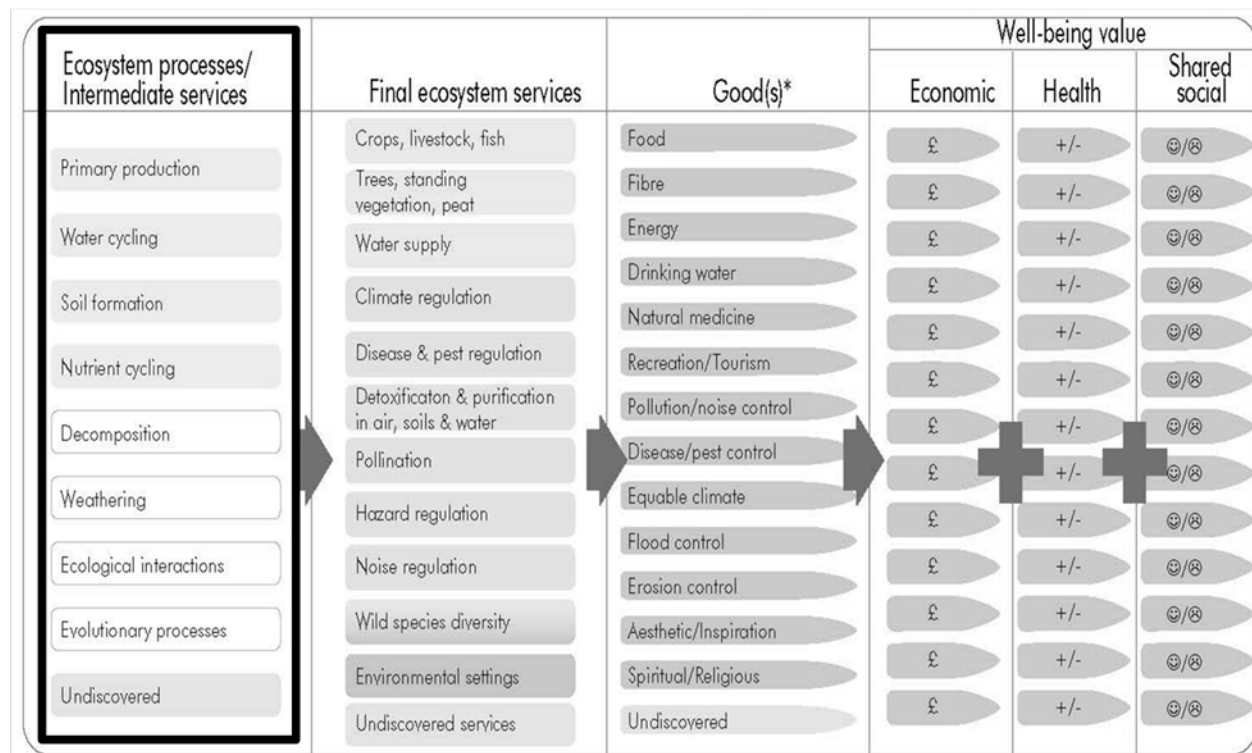 Ecosystem processes/
Intermediate services
Primary production
Water cycling
Soil formation
Nutrient cycling
Decomposition
Weathering
Ecological interactions
Evolutionary processes
Undiscovered
Final ecosystem services
Crops, livestock, fish
Trees, standing
vegetation, peat
Water supply
Climate regulation
Disease & pest regulation
Detoxificaton & purification
in air, soils & water
Pollination
Hazard regulation
Noise regulation
Wild species diversity
Environmental settings
Undiscovered services
Good(s)*
Food
Fibre
Energy
Drinking water
Natural medicine
Recreation/Tourism
Pollution/noise control
Disease/pest control
Equable climate
Flood control
Erosion control
Aesthetic/Inspiration
Spiritual/Religious
Undiscovered
Well-being value
Economic
£
£
£
£
£
£
£
£
£
£
£
£
£
Health
+/-
+/-
+/-
+/-
+/-
+/-
+/-
+/-
+/-
+/-
+/-
+/-
+/-
Shared
social
☺/☹
☺/☹
☺/☹
☺/☹
☺/☹
☺/☹
☺/☹
☺/☹
☺/☹
☺/☹
☺/☹
☺/☹
☺/☹